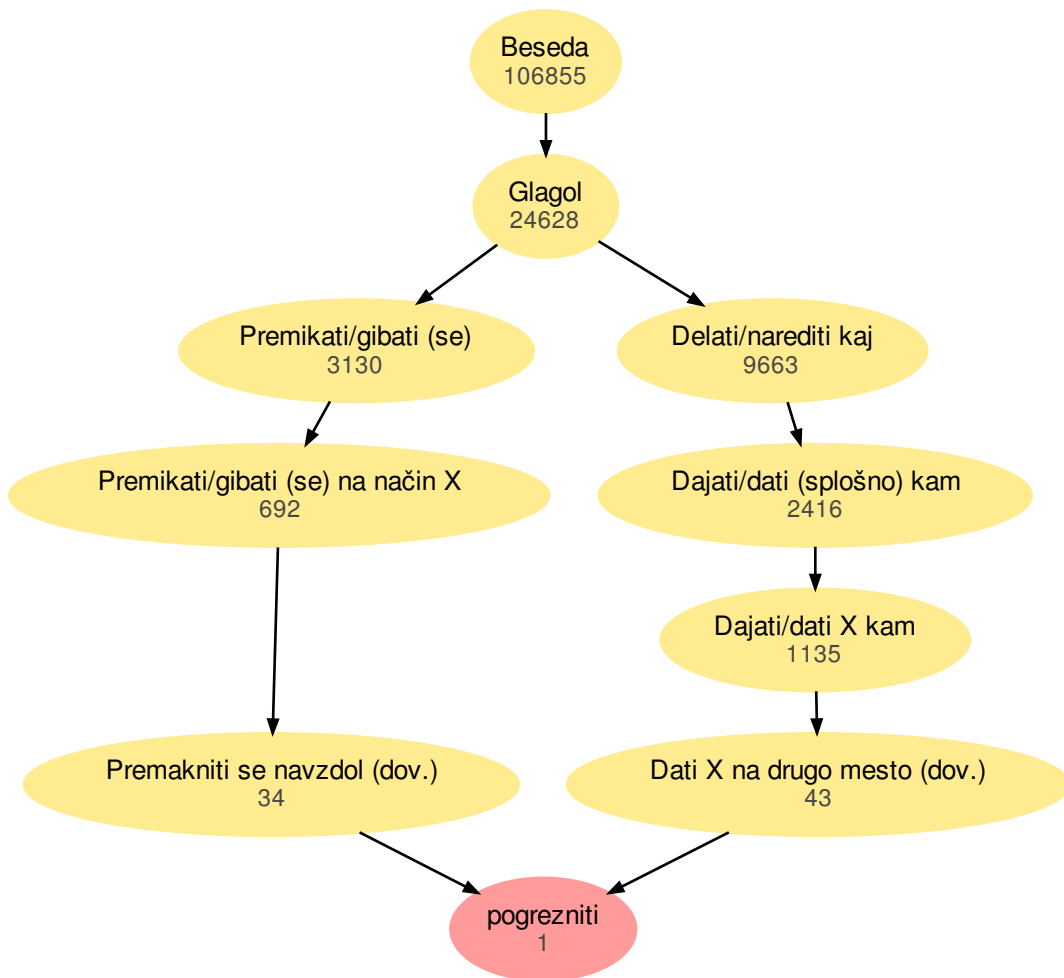 Beseda
106855
Glagol
24628
Premikati/gibati (se)
3130
Delati/narediti kaj
9663
Premikati/gibati (se) na način X
692
Dajati/dati (splošno) kam
2416
Dajati/dati X kam
1135
Premakniti se navzdol (dov.)
34
Dati X na drugo mesto (dov.)
43
pogrezniti
1